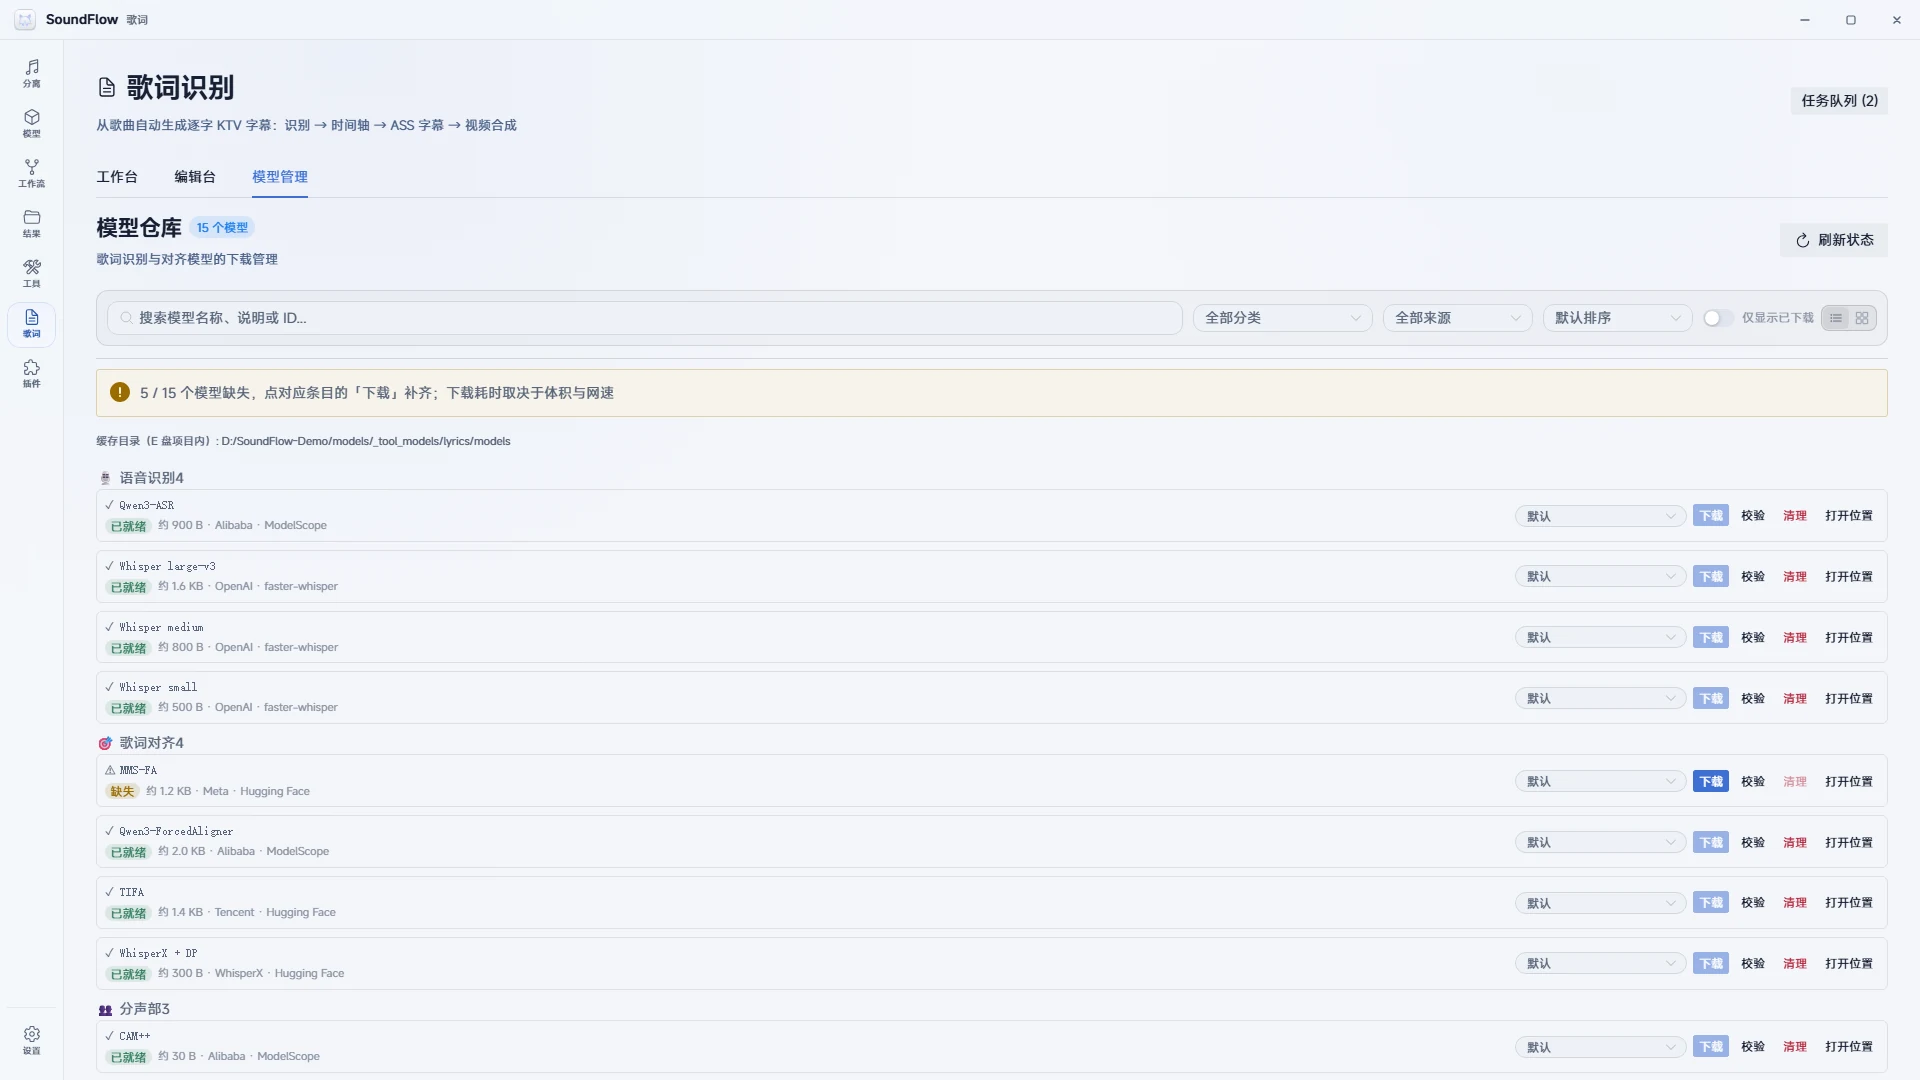 SoundFlow 歌词
分离
模型
工作流
结果
工具
歌词
插件
设置
歌词识别
从歌曲自动生成逐字 KTV 字幕：识别 → 时间轴 → ASS 字幕 → 视频合成
任务队列 (2)
工作台 编辑台 模型管理
模型仓库 15 个模型
歌词识别与对齐模型的下载管理
刷新状态
搜索模型名称、说明或 ID... 全部分类 全部来源 默认排序 仅显示已下载
5 / 15 个模型缺失，点对应条目的「下载」补齐；下载耗时取决于体积与网速
缓存目录（E 盘项目内）: D:/SoundFlow-Demo/models/_tool_models/lyrics/models
语音识别4
✓ Qwen3-ASR
已就绪 约 900 B · Alibaba · ModelScope
默认 下载 校验 清理 打开位置
✓ Whisper large-v3
已就绪 约 1.6 KB · OpenAI · faster-whisper
默认 下载 校验 清理 打开位置
✓ Whisper medium
已就绪 约 800 B · OpenAI · faster-whisper
默认 下载 校验 清理 打开位置
✓ Whisper small
已就绪 约 500 B · OpenAI · faster-whisper
默认 下载 校验 清理 打开位置
歌词对齐4
⚠ MMS-FA
缺失 约 1.2 KB · Meta · Hugging Face
默认 下载 校验 清理 打开位置
✓ Qwen3-ForcedAligner
已就绪 约 2.0 KB · Alibaba · ModelScope
默认 下载 校验 清理 打开位置
✓ TIFA
已就绪 约 1.4 KB · Tencent · Hugging Face
默认 下载 校验 清理 打开位置
✓ WhisperX + DP
已就绪 约 300 B · WhisperX · Hugging Face
默认 下载 校验 清理 打开位置
分声部3
✓ CAM++
已就绪 约 30 B · Alibaba · ModelScope
默认 下载 校验 清理 打开位置